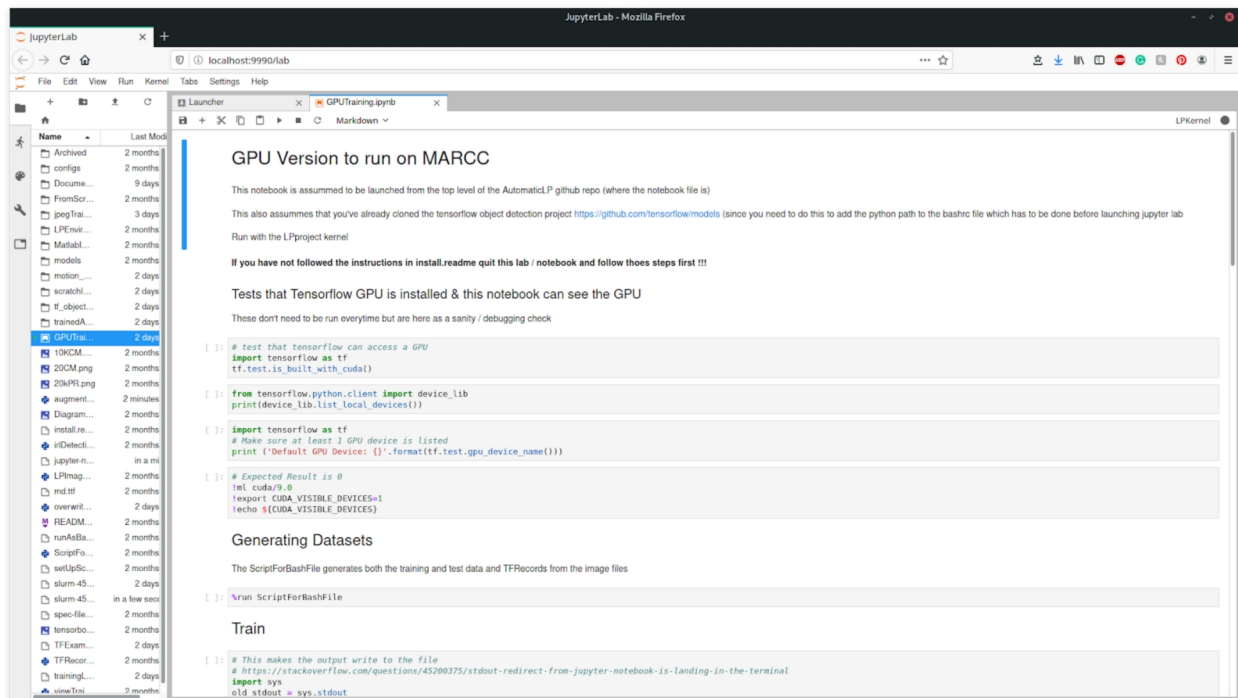 JupyterLab - Mozilla Firefox
JupyterLab
localhost:9990/lab
File Edit View Run Kernel Tabs Settings Help
Launcher
GPUTraining.ipynb
Markdown
LPKernel
Name Last Modi
Archived 2 months
configs 2 months
Docume... 9 days
FromScr... 2 months
jpegTrai... 3 days
LPEnvir... 2 months
Matlabl... 2 months
models 2 months
motion_... 2 days
scratchl... 2 days
tf_object... 2 days
trainedA... 2 days
GPUTrai... 2 days
10KCM.... 2 months
20CM.png 2 months
20kPR.png 2 months
augment... 2 minutes
Diagram... 2 months
install.re... 2 months
irlDetecti... 2 months
jupyter-n... in a mi
LPImag... 2 months
md.ttf 2 months
overwrit... 2 days
READM... 2 months
runAsBa... 2 months
ScriptFo... 2 months
setUpSc... 2 months
slurm-45... 2 days
slurm-45... in a few seco
spec-file... 2 months
tensorbo... 2 months
TFExam... 2 days
TFRecor... 2 months
trainingL... 2 days
viewTrai... 2 months
GPU Version to run on MARCC
This notebook is assummed to be launched from the top level of the AutomaticLP github repo (where the notebook file is)
This also assummes that you've already cloned the tensorflow object detection project https://github.com/tensorflow/models (since you need to do this to add the python path to the bashrc file which has to be done before launching jupyter lab
Run with the LPproject kernel
If you have not followed the instructions in install.readme quit this lab / notebook and follow thoes steps first !!!
Tests that Tensorflow GPU is installed & this notebook can see the GPU
These don't need to be run everytime but are here as a sanity / debugging check
[ ]: # test that tensorflow can access a GPU
import tensorflow as tf
tf.test.is_built_with_cuda()
[ ]: from tensorflow.python.client import device_lib
print(device_lib.list_local_devices())
[ ]: import tensorflow as tf
# Make sure at least 1 GPU device is listed
print ('Default GPU Device: {}'.format(tf.test.gpu_device_name()))
[ ]: # Expected Result is 0
!ml cuda/9.0
!export CUDA_VISIBLE_DEVICES=1
!echo ${CUDA_VISIBLE_DEVICES}
Generating Datasets
The ScriptForBashFile generates both the training and test data and TFRecords from the image files
[ ]: %run ScriptForBashFile
Train
[ ]: # This makes the output write to the file
# https://stackoverflow.com/questions/45200375/stdout-redirect-from-jupyter-notebook-is-landing-in-the-terminal
import sys
old stdout = sys.stdout